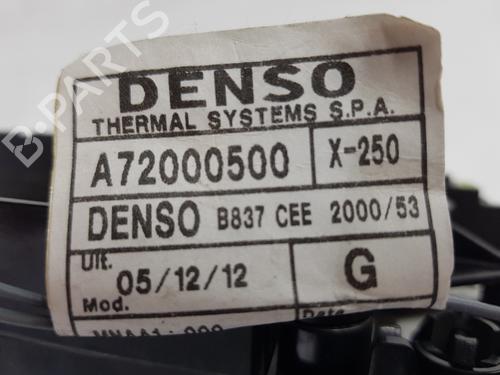 DENSO
THERMAL SYSTEMS S.P.A.
A72000500 X-250
DENSO B837 CEE 2000/53
Ult.
05/12/12 G
Mod.
B-PARTS